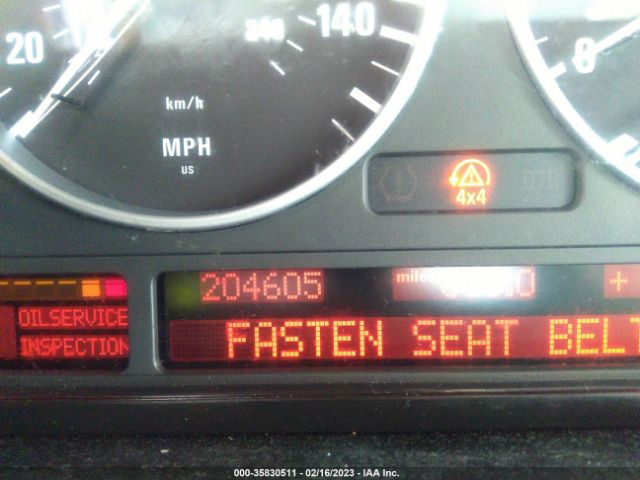 20
140
km/h
MPH
US
4x4
204605
OILSERVICE
FASTEN SEAT BELT
INSPECTION
000-35830511 - 02/16/2023 - IAA Inc.